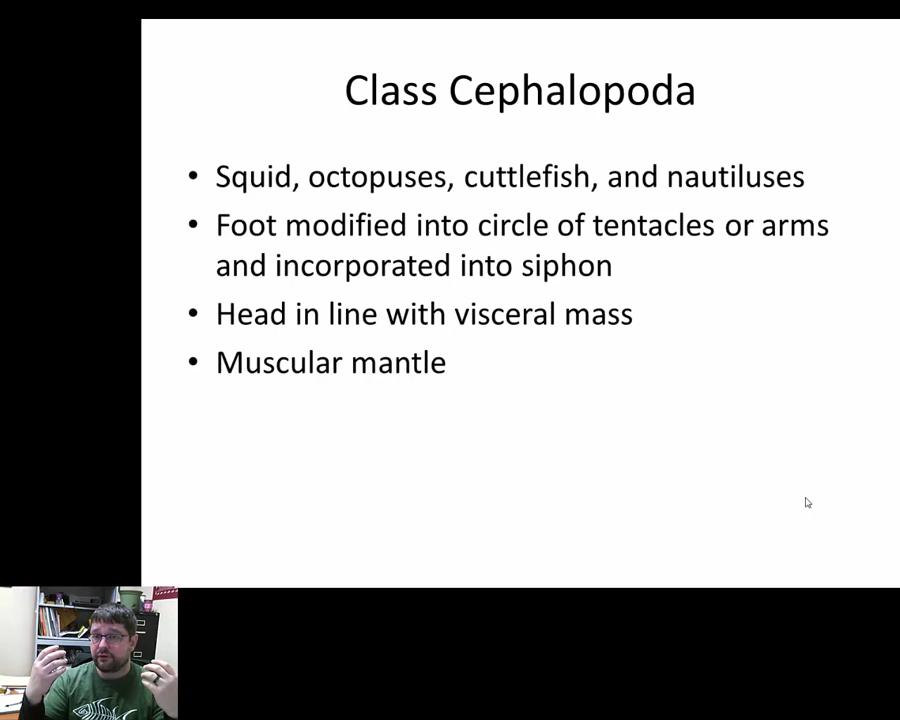 Class Cephalopoda
• Squid, octopuses, cuttlefish, and nautiluses
• Foot modified into circle of tentacles or arms
and incorporated into siphon
• Head in line with visceral mass
• Muscular mantle